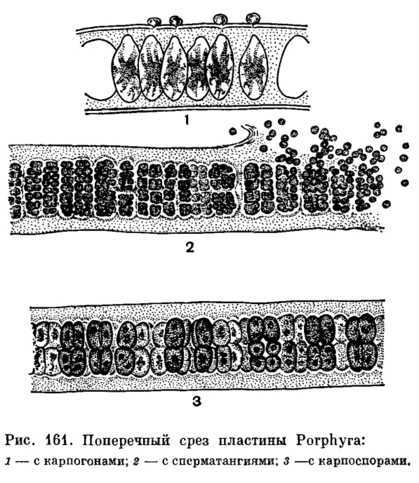 1
2
3
Рис. 161. Поперечный срез пластины Porphyra:
1 — с карпогонами; 2 — с сперматангиями; 3 —с карпоспорами.